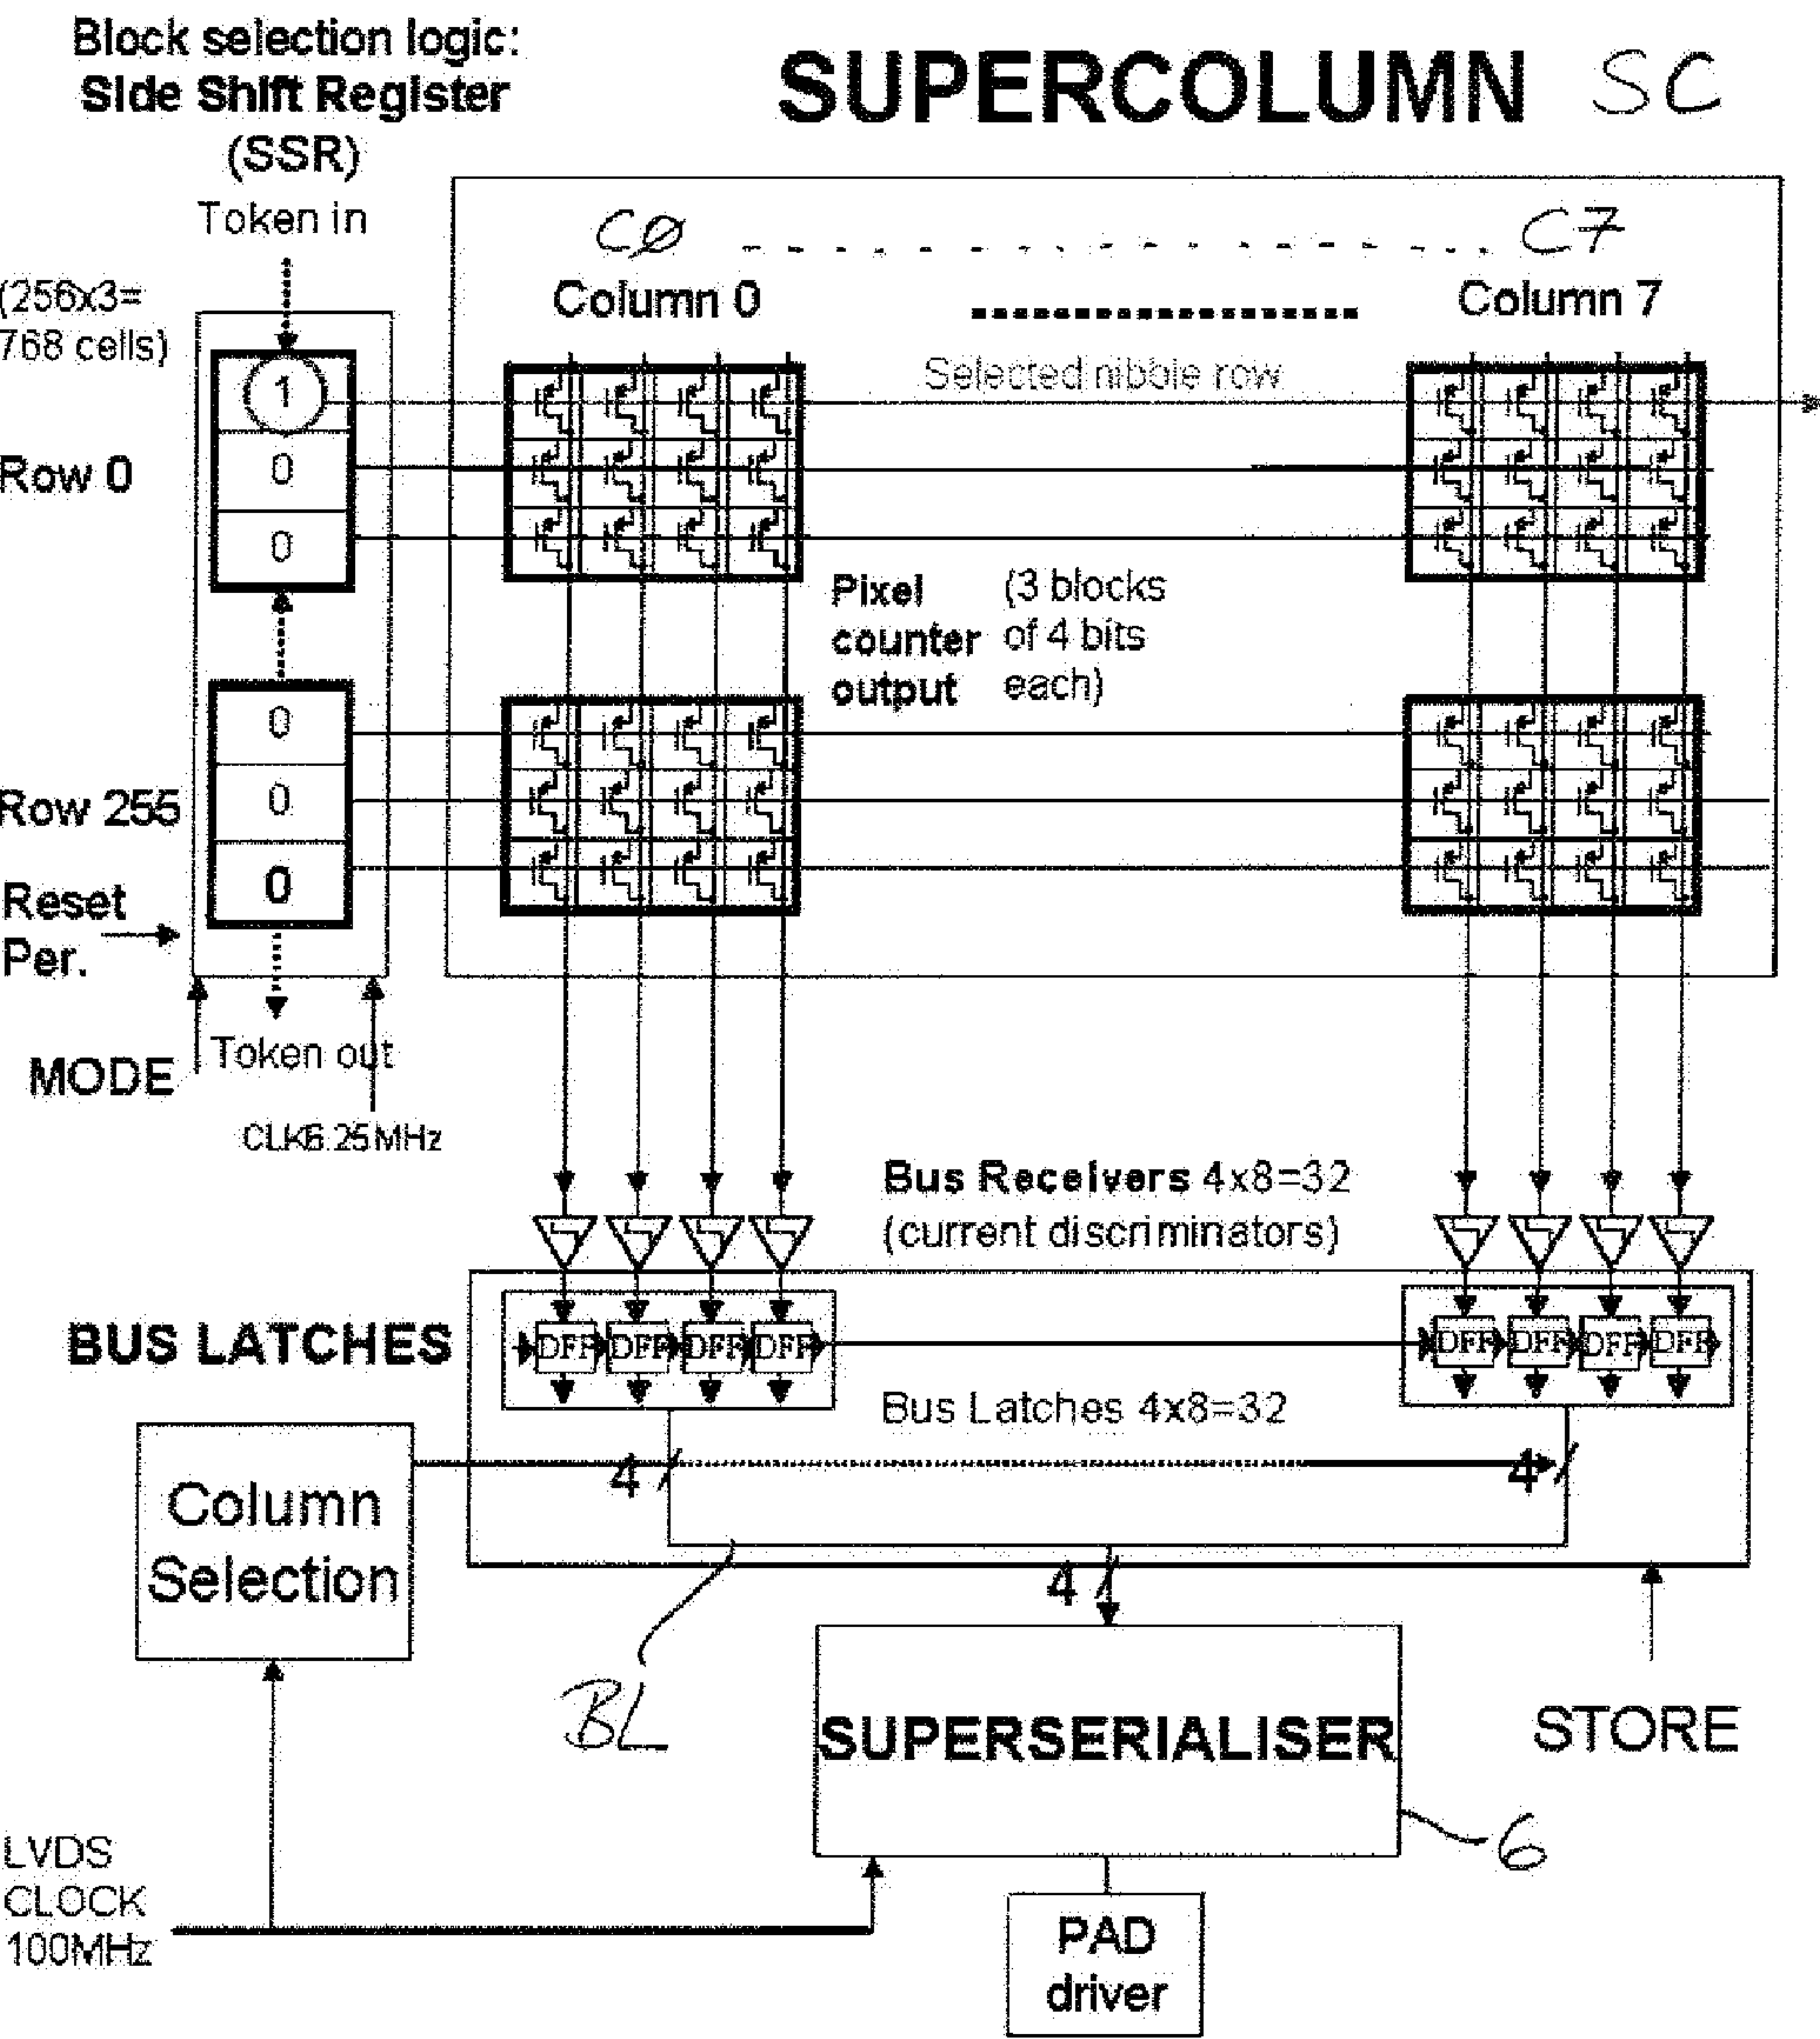 Block selection logic:
Side Shift Register
(SSR)
SUPERCOLUMN SC
Token in
(256x3=
768 cells)
C0 C7
Column 0 Column 7
Selected nibble row
1
Row 0 0
0
Pixel (3 blocks
counter of 4 bits
output each)
0
Row 255 0
0
Reset
Per.
MODE
Token out
CLK6.25MHz
Bus Receivers 4x8=32
(current discriminators)
BUS LATCHES
DFF DFF DFF DFF DFF DFF DFF DFF
Bus Latches 4x8=32
4 4
Column
Selection
4
BL
SUPERSERIALISER
STORE
6
LVDS
CLOCK
100MHz
PAD
driver